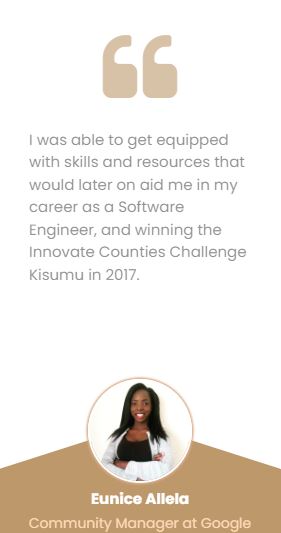 I was able to get equipped
with skills and resources that
would later on aid me in my
career as a Software
Engineer, and winning the
Innovate Counties Challenge
Kisumu in 2017.
Eunice Allela
Community Manager at Google